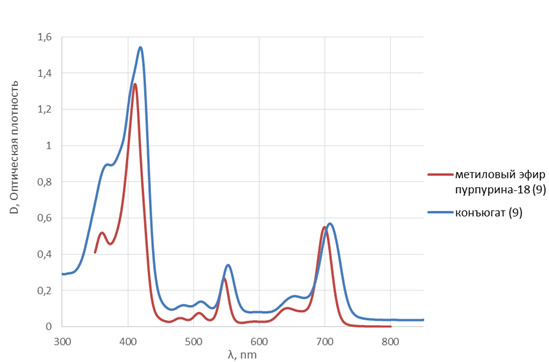 D, Оптическая плотность
1,6
1,4
1,2
1
0,8
0,6
0,4
0,2
0
300 400 500 600 700 800
λ, nm
метиловый эфир
пурпурина-18 (9)
конъюгат (9)